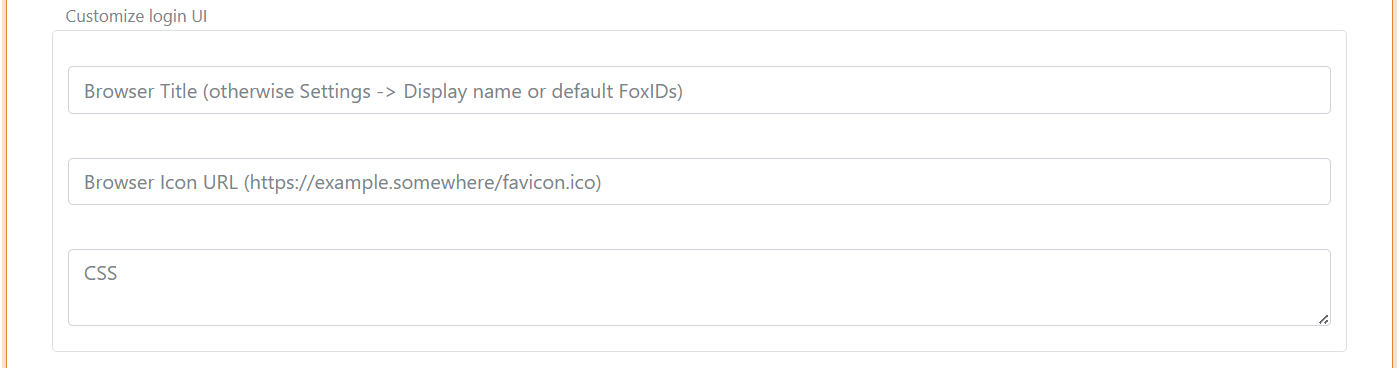 Customize login UI
Browser Title (otherwise Settings -> Display name or default FoxIDs)
Browser Icon URL (https://example.somewhere/favicon.ico)
CSS